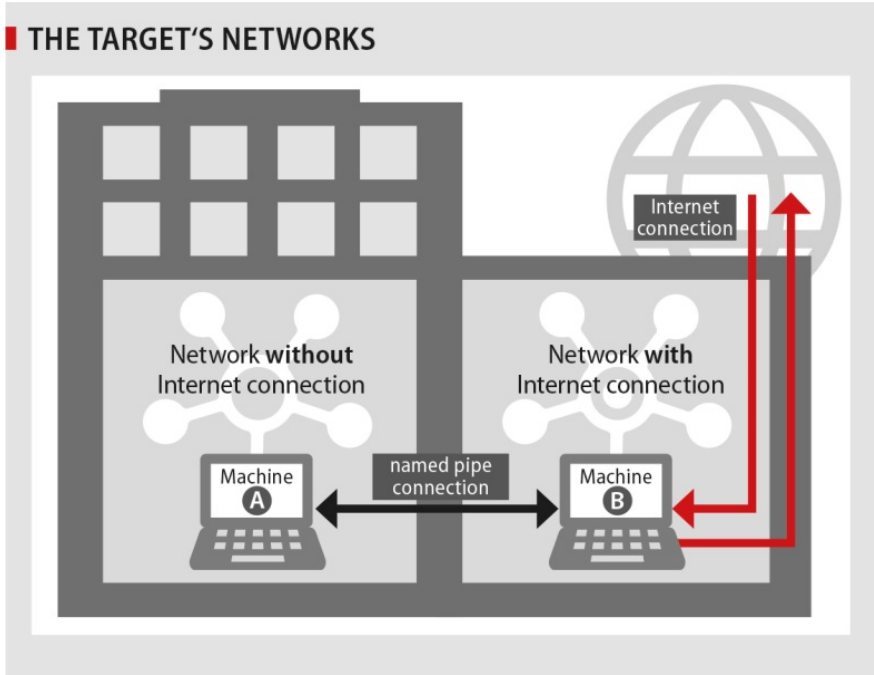 THE TARGET'S NETWORKS
Internet
connection
Network without
Internet connection
Network with
Internet connection
Machine
A
named pipe
connection
Machine
B